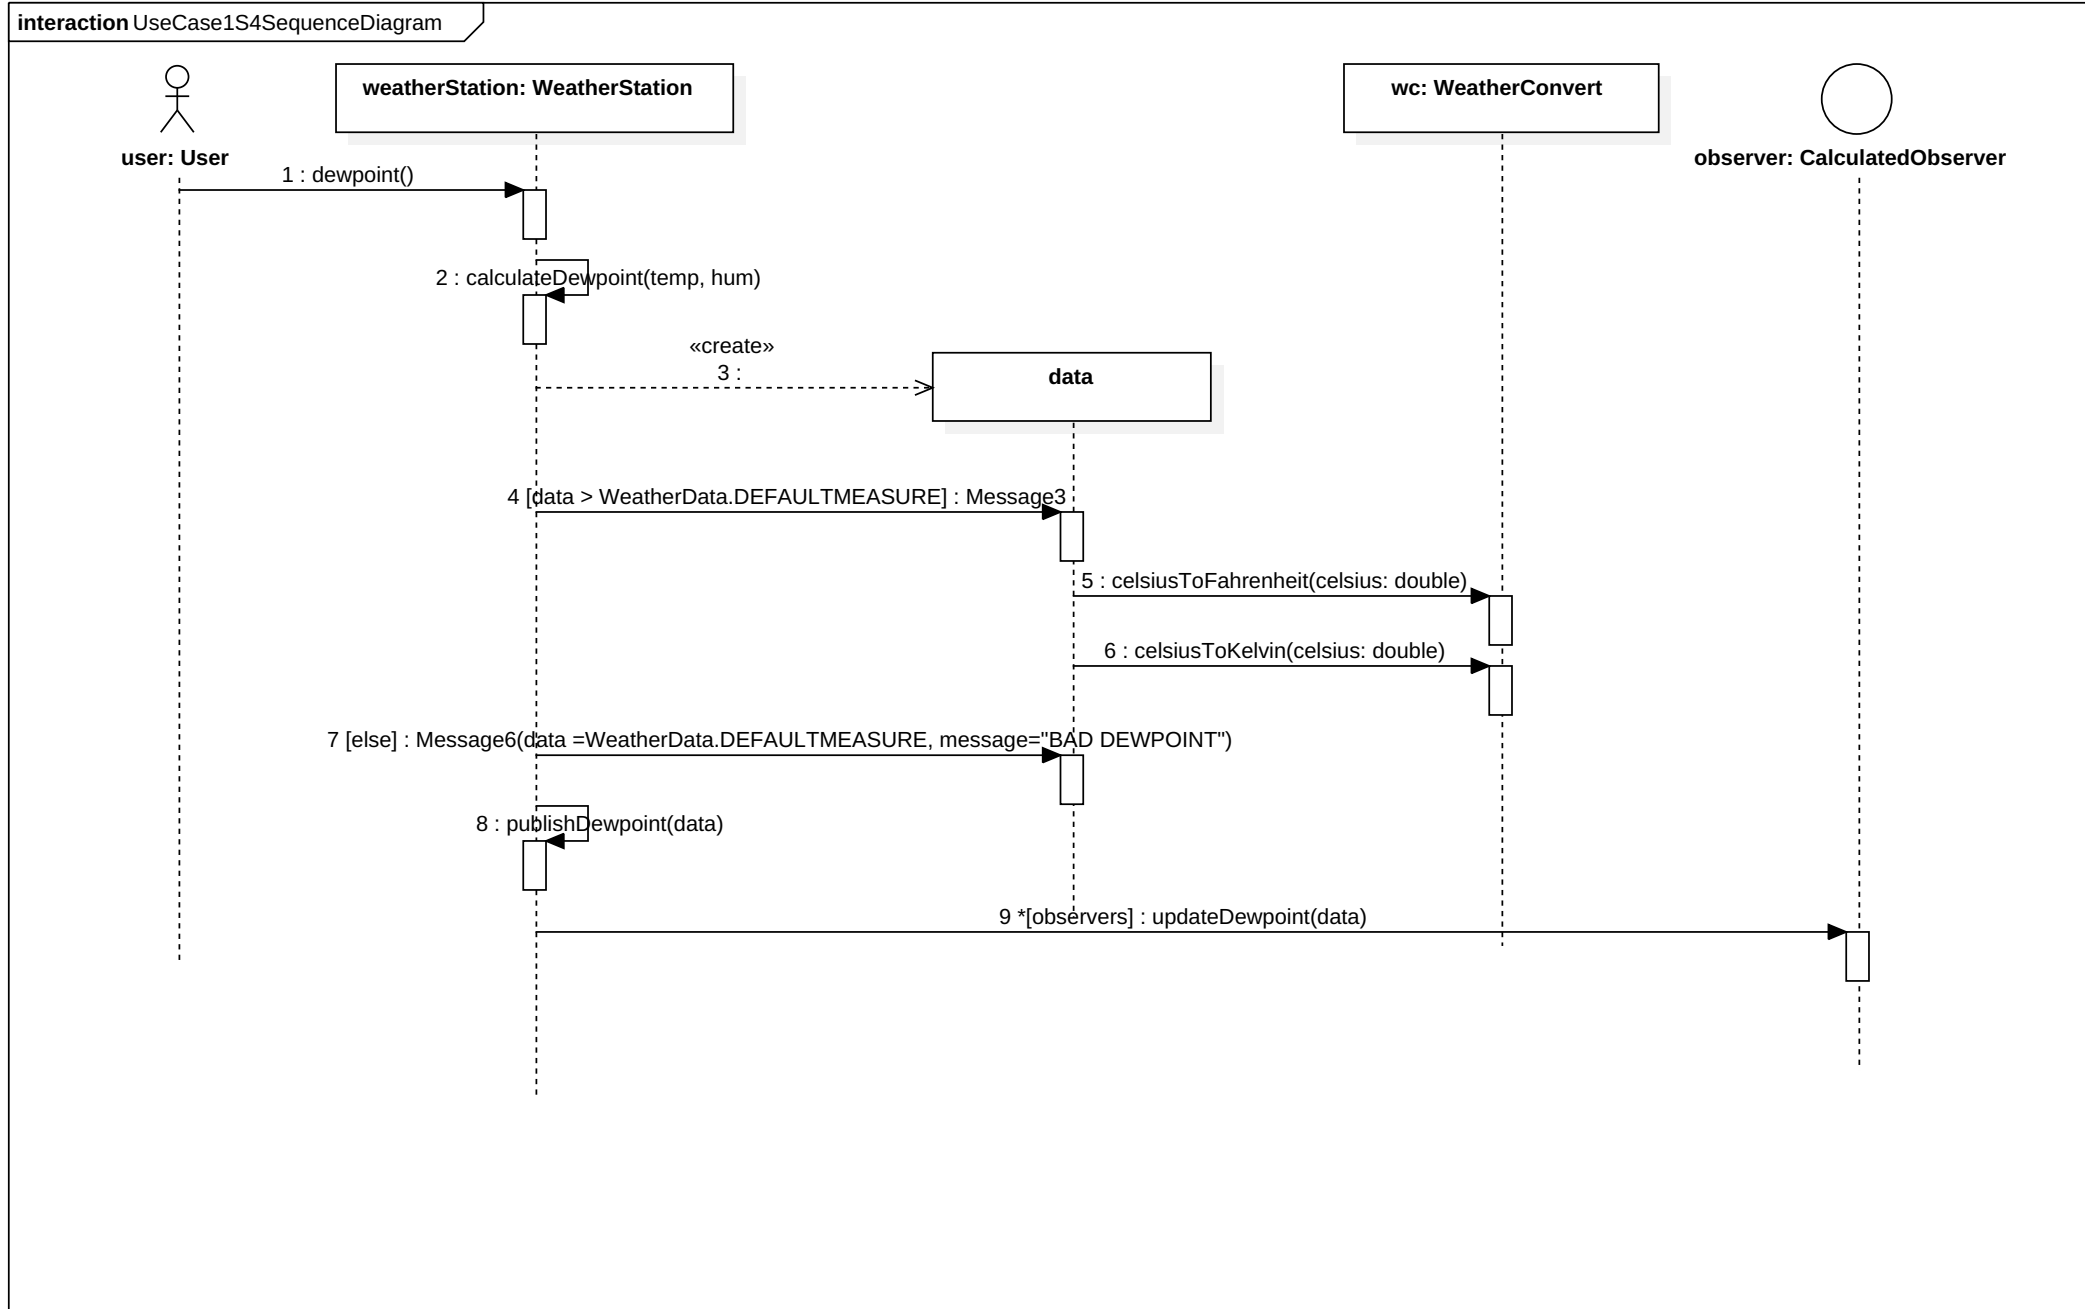 interaction UseCase1S4SequenceDiagram
weatherStation: WeatherStation
wc: WeatherConvert
user: User
observer: CalculatedObserver
1 : dewpoint()
2 : calculateDewpoint(temp, hum)
«create»
3 :
data
4 [data > WeatherData.DEFAULTMEASURE] : Message3
5 : celsiusToFahrenheit(celsius: double)
6 : celsiusToKelvin(celsius: double)
7 [else] : Message6(data =WeatherData.DEFAULTMEASURE, message="BAD DEWPOINT")
8 : publishDewpoint(data)
9 *[observers] : updateDewpoint(data)